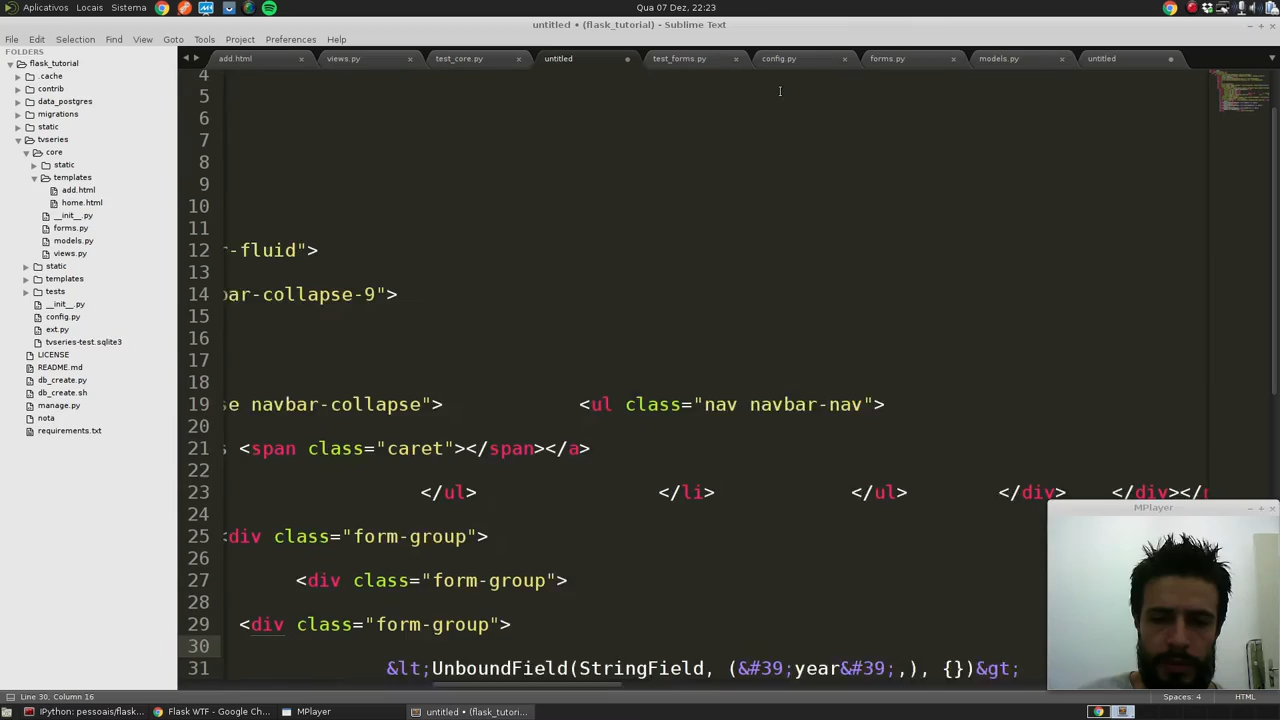 Aplicativos Locais Sistema Qua 07 Dez, 22:23
untitled • (flask_tutorial) - Sublime Text
File Edit Selection Find View Goto Tools Project Preferences Help
FOLDERS
flask_tutorial
.cache
contrib
data_postgres
migrations
static
tvseries
core
static
templates
add.html
home.html
__init__.py
forms.py
models.py
views.py
static
templates
tests
__init__.py
config.py
ext.py
tvseries-test.sqlite3
LICENSE
README.md
db_create.py
db_create.sh
manage.py
nota
requirements.txt
add.html views.py test_core.py untitled test_forms.py config.py forms.py models.py untitled
4
5
6
7
8
9
10
11
12 r-fluid">
13
14 bar-collapse-9">
15
16
17
18
19 se navbar-collapse"> <ul class="nav navbar-nav">
20
21 s <span class="caret"></span></a>
22
23 </ul> </li> </ul> </div> </div></
24
25 <div class="form-group">
26
27 <div class="form-group">
28
29 <div class="form-group">
30
31 &lt;UnboundField(StringField, (&#39;year&#39;,), {})&gt;
MPlayer
Line 30, Column 16 Spaces: 4 HTML
IPython: pessoais/flask... Flask WTF - Google Ch... MPlayer untitled • (flask_tutori...